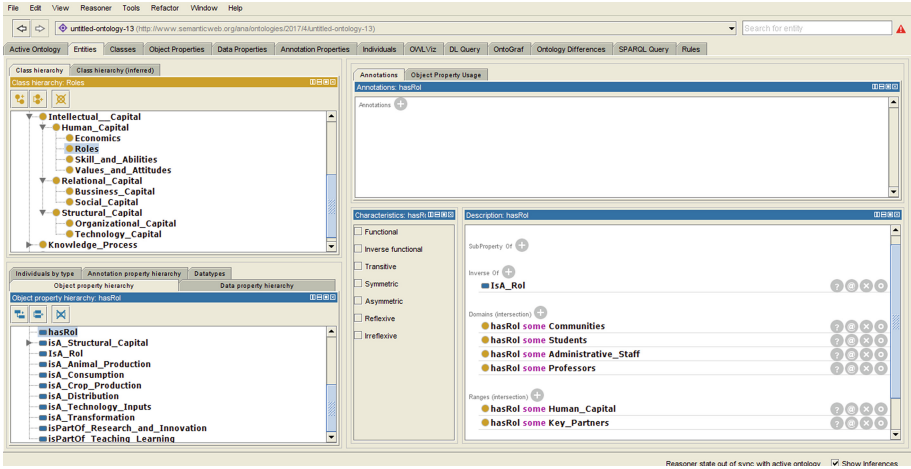 File Edit View Reasoner Tools Refactor Window Help
untitled-ontology-13 (http://www.semanticweb.org/ana/ontologies/2017/4/untitled-ontology-13)
Search for entity
Active Ontology Entities Classes Object Properties Data Properties Annotation Properties Individuals OWLViz DL Query OntoGraf Ontology Differences SPARQL Query Rules
Class hierarchy Class hierarchy (inferred)
Class hierarchy: Roles
Intellectual__Capital
Human_Capital
Economics
Roles
Skill_and_Abilities
Values_and_Attitudes
Relational_Capital
Bussiness_Capital
Social_Capital
Structural_Capital
Organizational_Capital
Technology_Capital
Knowledge_Process
Individuals by type Annotation property hierarchy Datatypes
Object property hierarchy Data property hierarchy
Object property hierarchy: hasRol
hasRol
isA_Structural_Capital
IsA_Rol
isA_Animal_Production
isA_Consumption
isA_Crop_Production
isA_Distribution
isA_Technology_Inputs
isA_Transformation
isPartOf_Research_and_Innovation
isPartOf_Teaching_Learning
Annotations Object Property Usage
Annotations: hasRol
Annotations
Characteristics: hasR
Functional
Inverse functional
Transitive
Symmetric
Asymmetric
Reflexive
Irreflexive
Description: hasRol
SubProperty Of
Inverse Of
IsA_Rol
Domains (intersection)
hasRol some Communities
hasRol some Students
hasRol some Administrative_Staff
hasRol some Professors
Ranges (intersection)
hasRol some Human_Capital
hasRol some Key_Partners
Reasoner state out of sync with active ontology Show Inferences